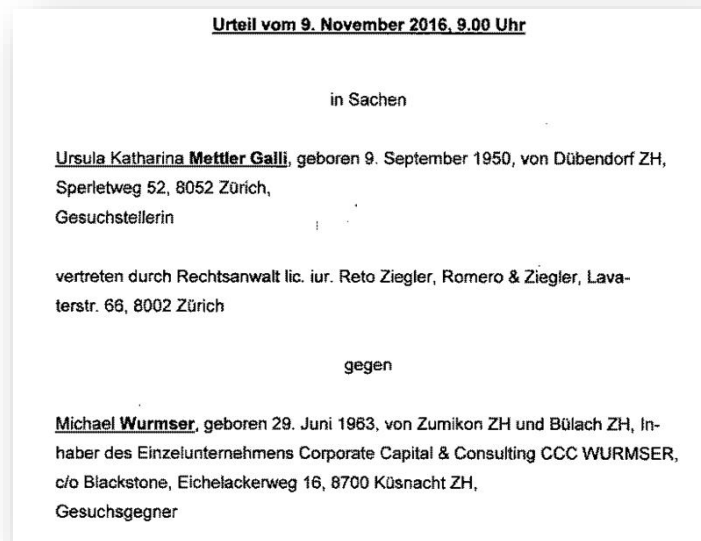 Urteil vom 9. November 2016, 9.00 Uhr
in Sachen
Ursula Katharina Mettler Galli, geboren 9. September 1950, von Dübendorf ZH,
Sperletweg 52, 8052 Zürich,
Gesuchstellerin
vertreten durch Rechtsanwalt lic. iur. Reto Ziegler, Romero & Ziegler, Lava-
terstr. 66, 8002 Zürich
gegen
Michael Wurmser, geboren 29. Juni 1963, von Zumikon ZH und Bülach ZH, In-
haber des Einzelunternehmens Corporate Capital & Consulting CCC WURMSER,
c/o Blackstone, Eichelackerweg 16, 8700 Küsnacht ZH,
Gesuchsgegner